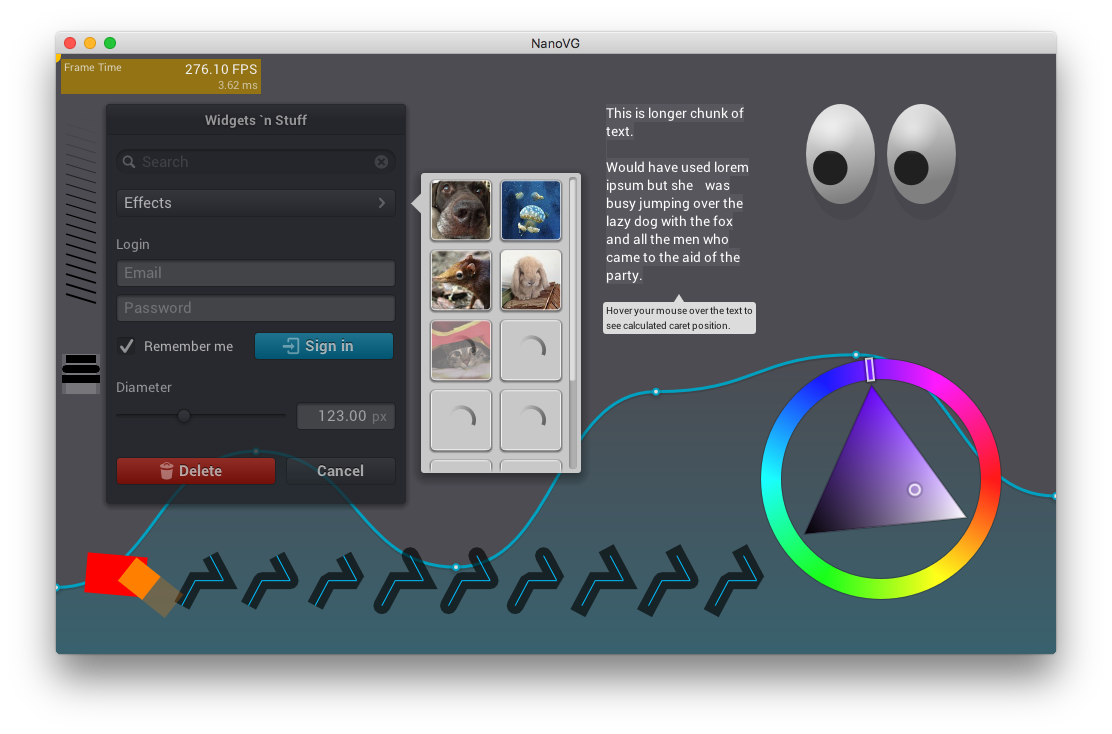 NanoVG
Frame Time
276.10 FPS
3.62 ms
Widgets `n Stuff
Search
Effects
Login
Email
Password
Remember me
Sign in
Diameter
123.00 px
Delete
Cancel
This is longer chunk of
text.
Would have used lorem
ipsum but she   was
busy jumping over the
lazy dog with the fox
and all the men who
came to the aid of the
party.
Hover your mouse over the text to
see calculated caret position.